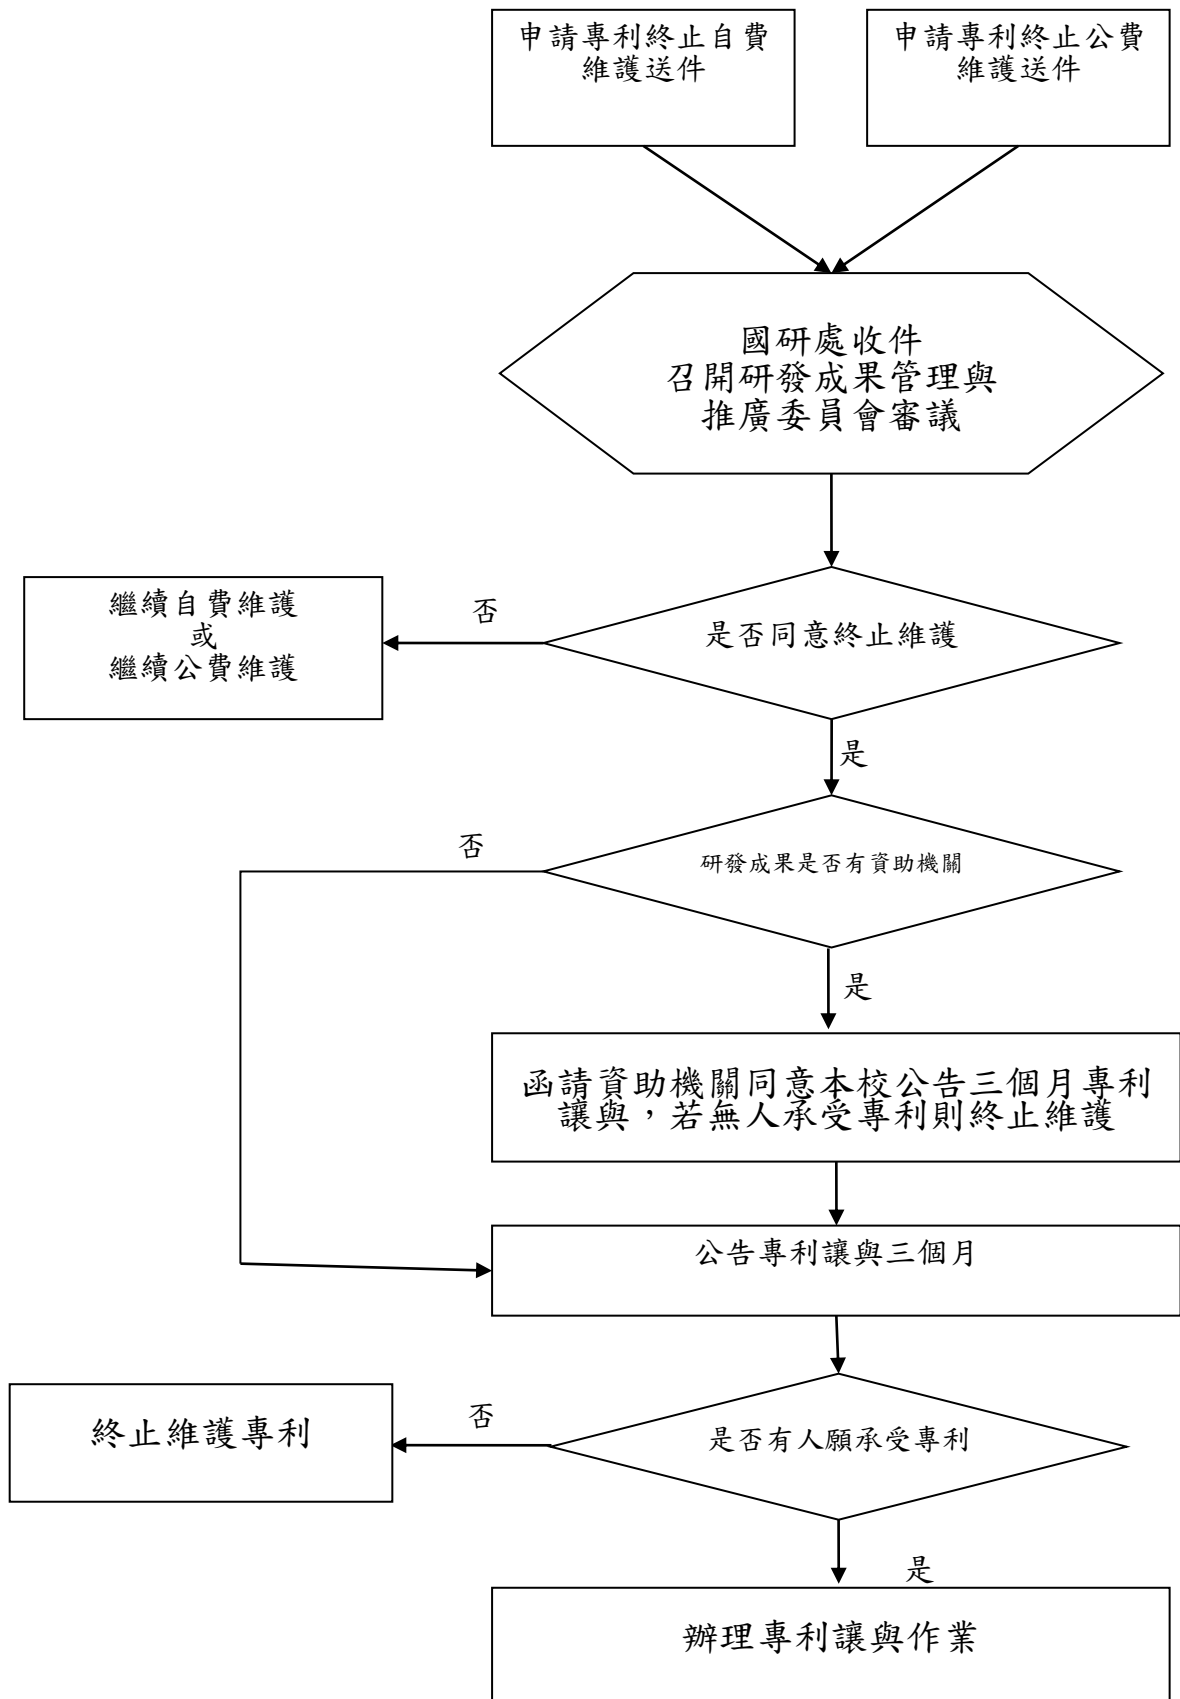 申請專利終止自費
維護送件
申請專利終止公費
維護送件
國研處收件
召開研發成果管理與
推廣委員會審議
是否同意終止維護
否
繼續自費維護
或
繼續公費維護
是
研發成果是否有資助機關
否
是
函請資助機關同意本校公告三個月專利
讓與，若無人承受專利則終止維護
公告專利讓與三個月
是否有人願承受專利
否
終止維護專利
是
辦理專利讓與作業